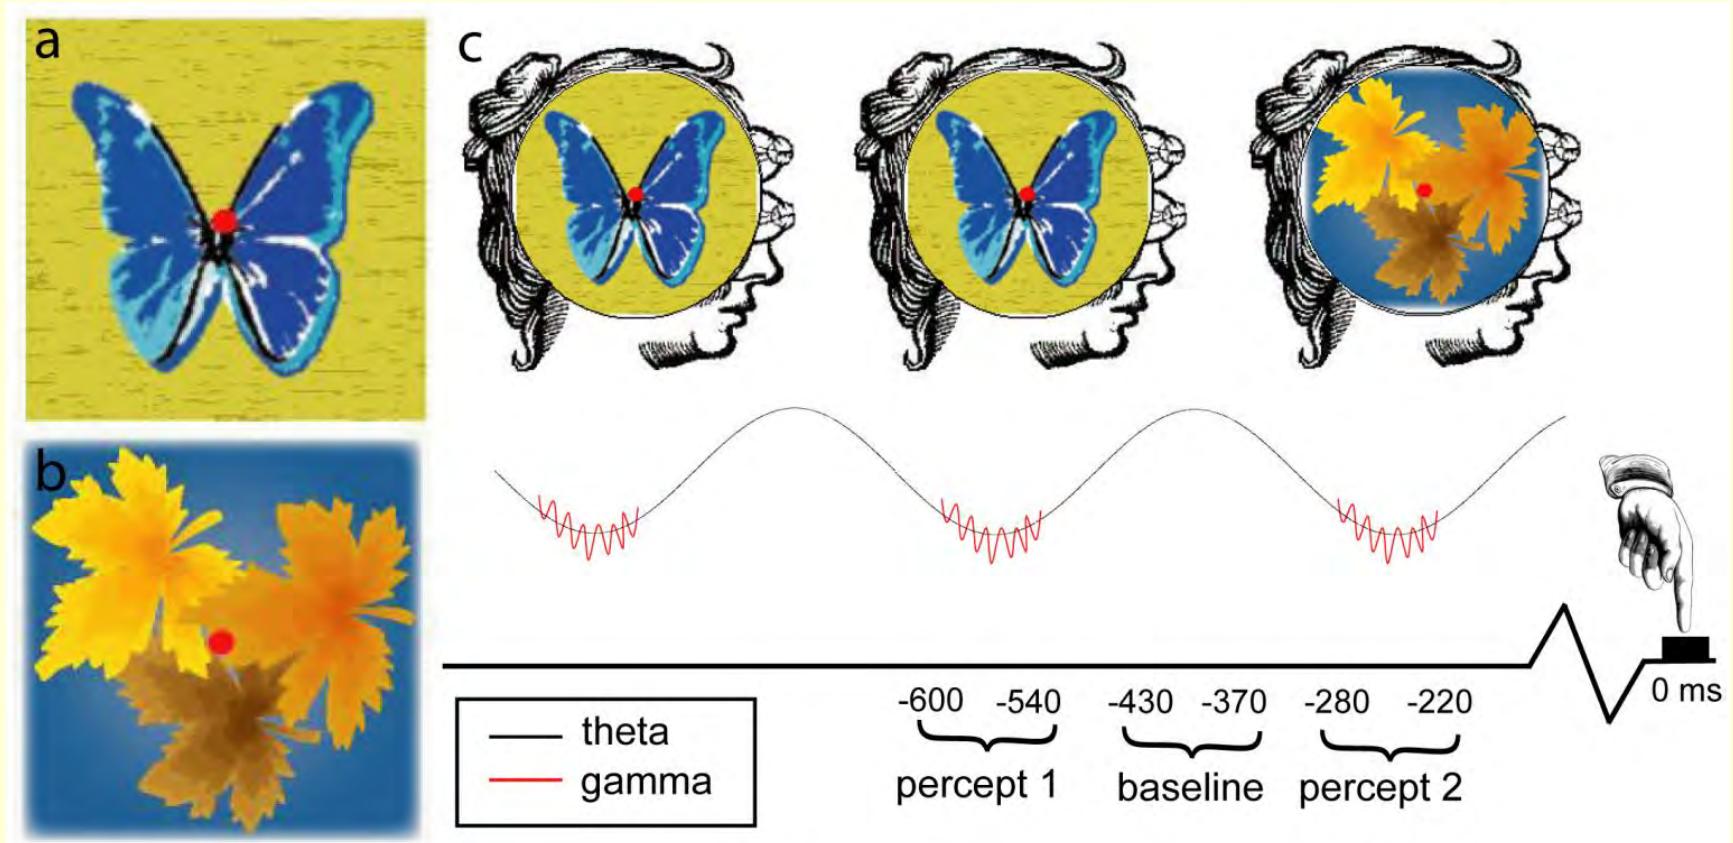 a
b
c
theta
gamma
-600 -540 -430 -370 -280 -220 0 ms
percept 1 baseline percept 2